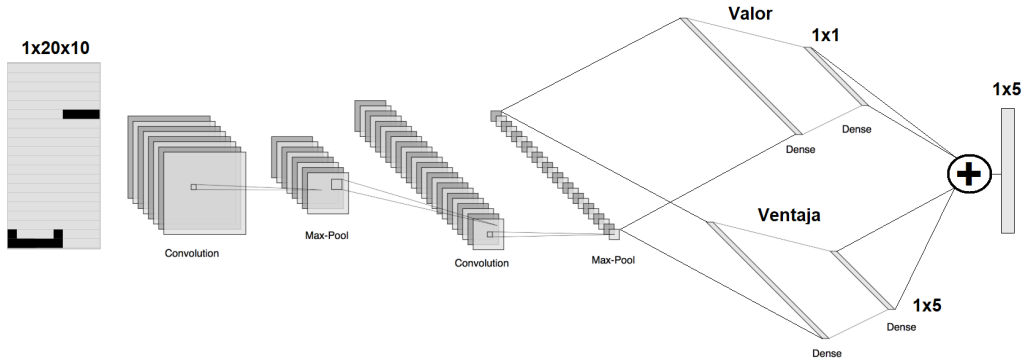 1x20x10
Convolution
Max-Pool
Convolution
Max-Pool
Valor
1x1
Dense
Dense
Ventaja
1x5
Dense
Dense
+
1x5